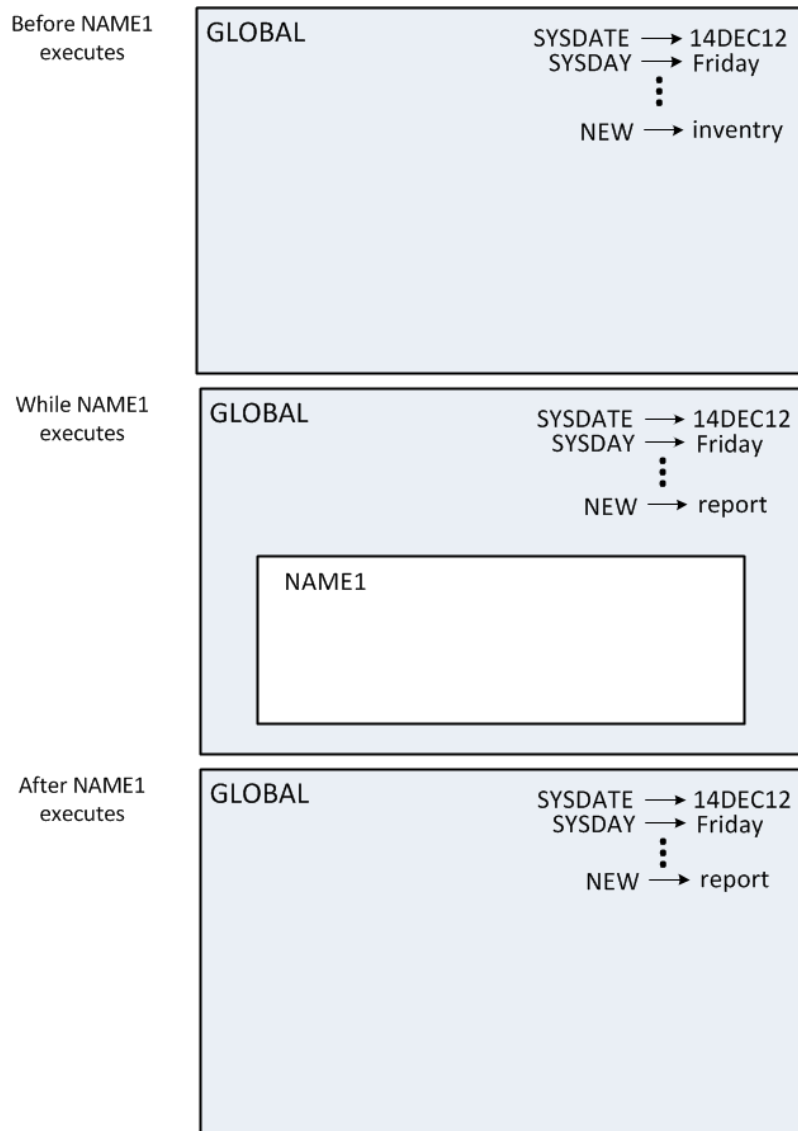 Before NAME1
executes
GLOBAL
SYSDATE → 14DEC12
SYSDAY → Friday
NEW → inventry
While NAME1
executes
GLOBAL
SYSDATE → 14DEC12
SYSDAY → Friday
NEW → report
NAME1
After NAME1
executes
GLOBAL
SYSDATE → 14DEC12
SYSDAY → Friday
NEW → report